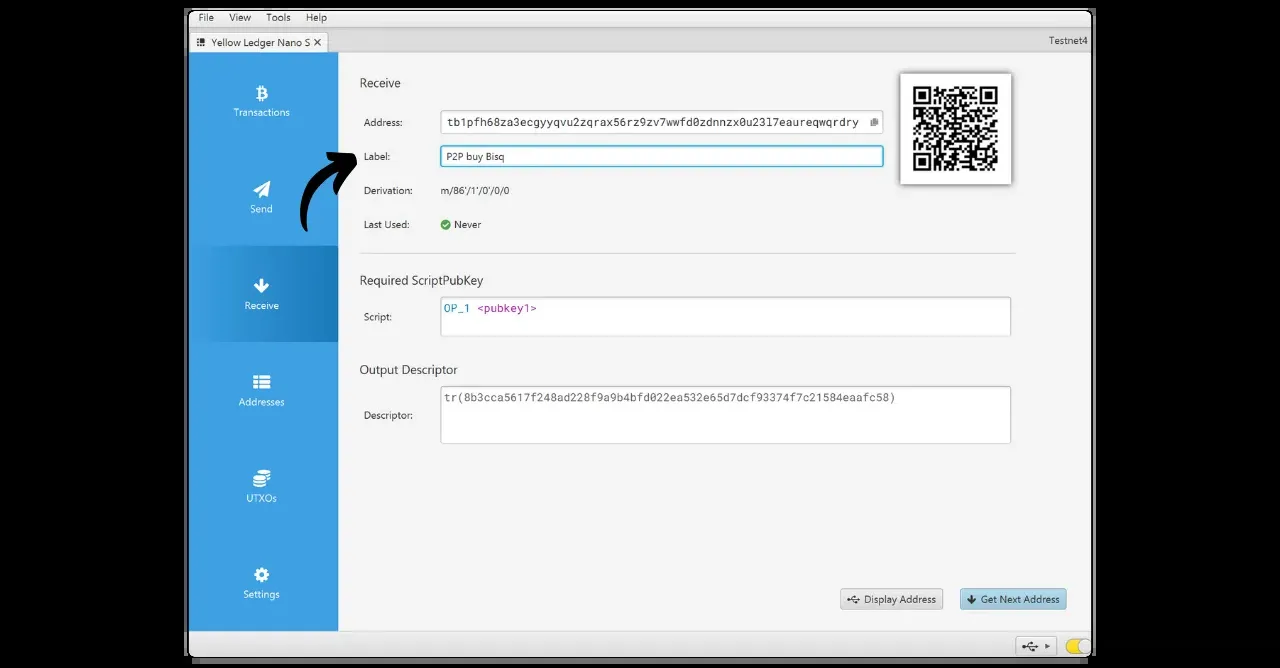 File View Tools Help
Yellow Ledger Nano S
Testnet4
Transactions
Send
Receive
Addresses
UTXOs
Settings
Receive
Address: tb1pfh68za3ecgyyqvu2zqrax56rz9zv7wwfd0zdnnzx0u23l7eaureqwqrdry
Label: P2P buy Bisq
Derivation: m/86'/1'/0'/0/0
Last Used: Never
Required ScriptPubKey
Script: OP_1 <pubkey1>
Output Descriptor
Descriptor: tr(8b3cca5617f248ad228f9a9b4bfd022ea532e65d7dcf93374f7c21584eaafc58)
Display Address
Get Next Address